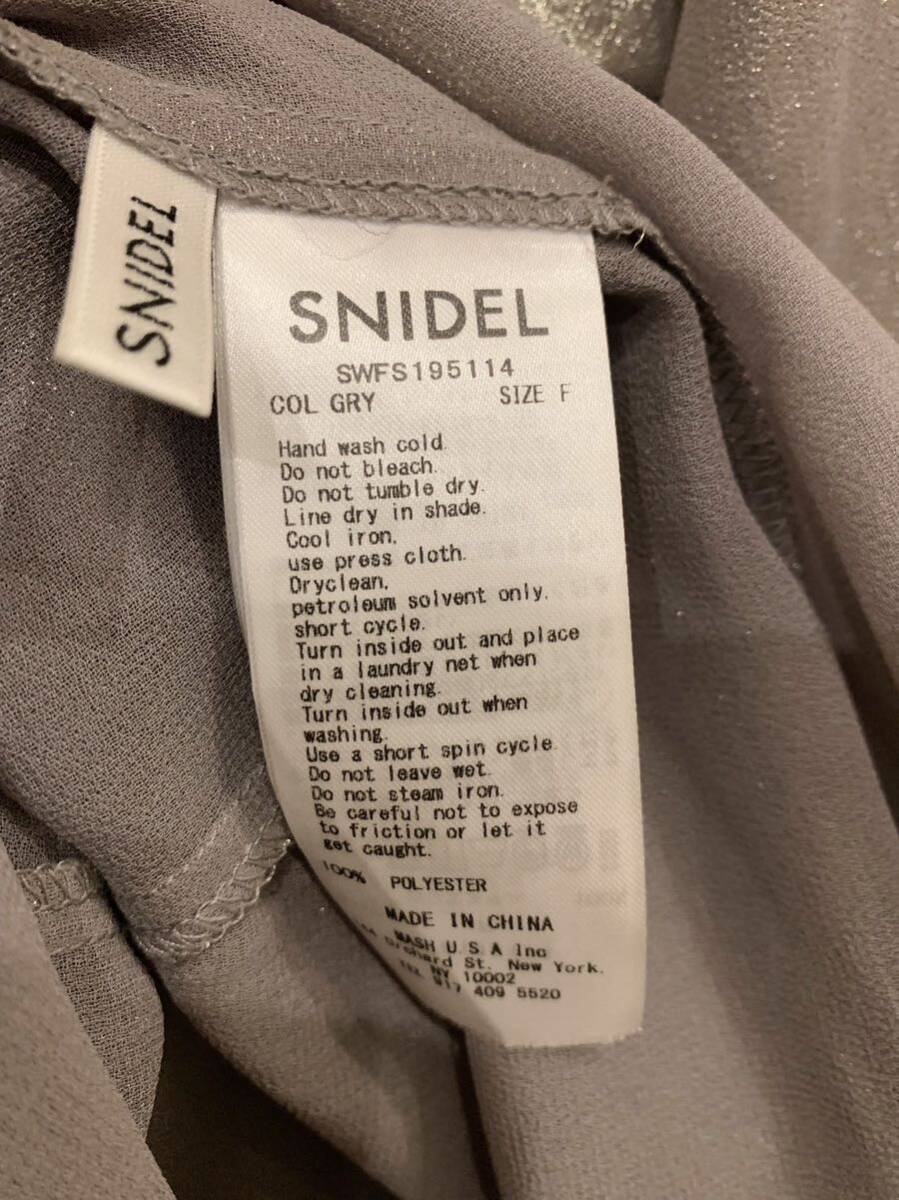 SNIDEL
SNIDEL
SWFS195114
COL GRY SIZE F
Hand wash cold.
Do not bleach.
Do not tumble dry.
Line dry in shade.
Cool iron.
use press cloth.
Dryclean.
petroleum solvent only.
short cycle.
Turn inside out and place
in a laundry net when
dry cleaning.
Turn inside out when
washing.
Use a short spin cycle.
Do not leave wet.
Do not steam iron.
Be careful not to expose
to friction or let it
get caught.
100% POLYESTER
MADE IN CHINA
MASH U S A Inc
Orchard St. New York.
NY 10002
917 409 5520